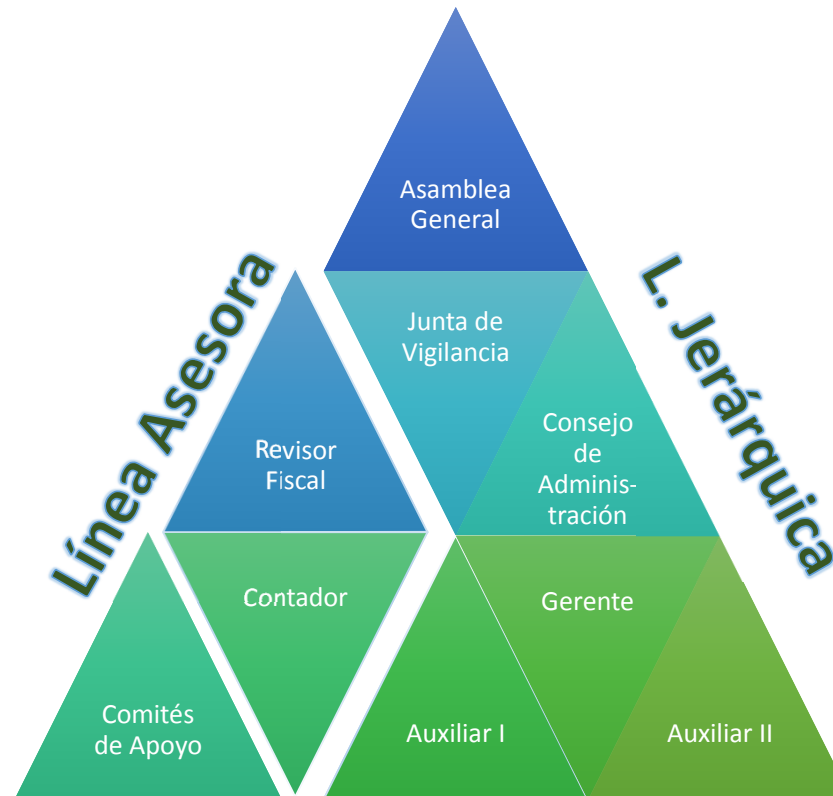 Asamblea
General
Junta de
Vigilancia
Consejo
de
Adminis-
tración
Revisor
Fiscal
Contador
Gerente
Comités
de Apoyo
Auxiliar I
Auxiliar II
Línea Asesora
L. Jerárquica